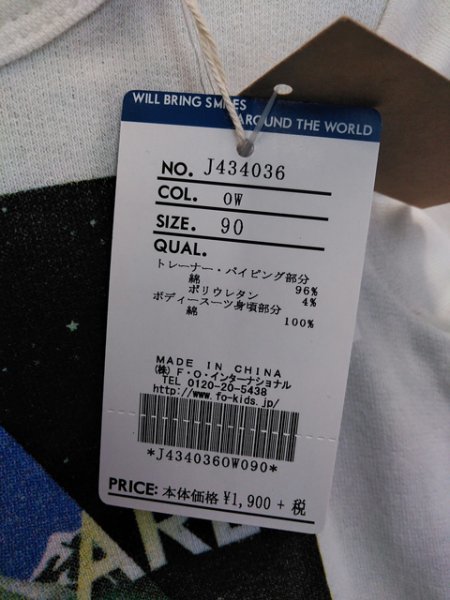 WILL BRING SMILES
AROUND THE WORLD
NO. J434036
COL. OW
SIZE. 90
QUAL.
トレーナー・パイピング部分
綿 96%
ポリウレタン 4%
ボディースーツ身頃部分
綿 100%
MADE IN CHINA
(株) F・O・インターナショナル
TEL 0120-20-5438
http://www.fo-kids.jp/
*J434036OW090*
PRICE: 本体価格 ¥1,900 + 税